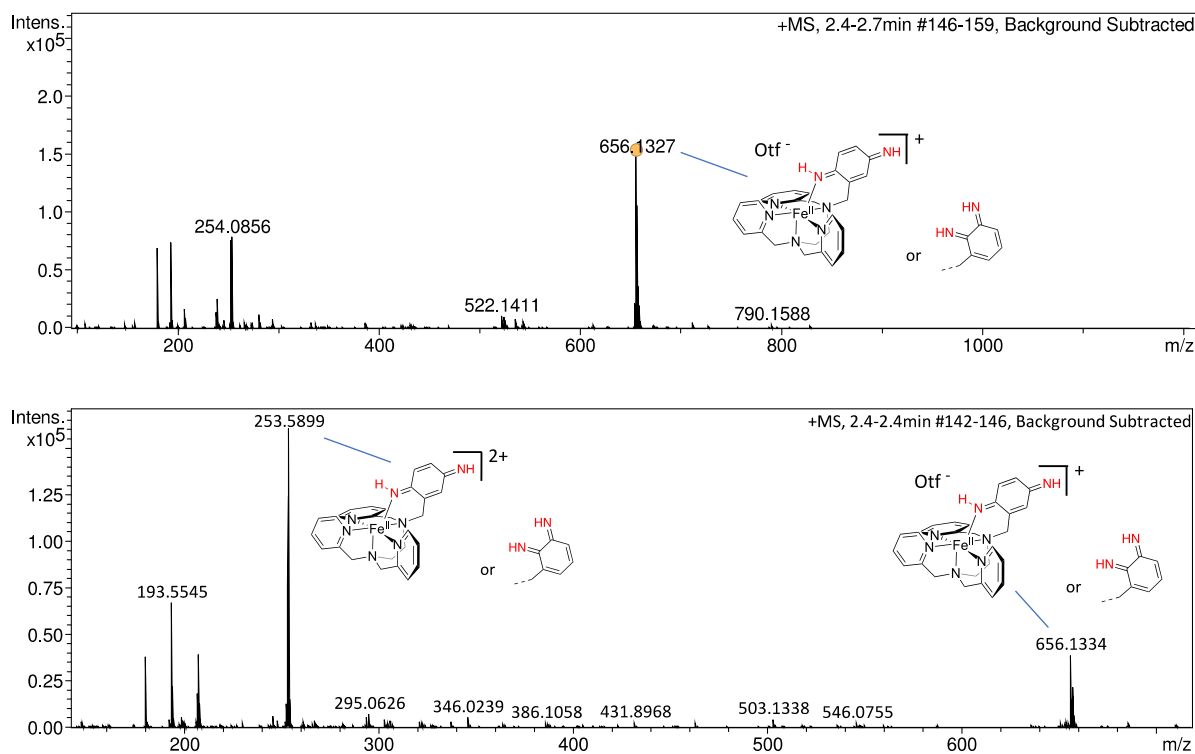 Intens.
x10⁵
+MS, 2.4-2.7min #146-159, Background Subtracted
2.0
1.5
1.0
0.5
0.0
656.1327
254.0856
522.1411
790.1588
Otf -
+
H
N
NH
N
N
N
Fe II
N
N
N
or
HN
HN
200
400
600
800
1000
m/z
Intens.
x10⁵
+MS, 2.4-2.4min #142-146, Background Subtracted
1.25
1.00
0.75
0.50
0.25
0.00
253.5899
193.5545
295.0626
346.0239
386.1058
431.8968
503.1338
546.0755
656.1334
2+
H
N
NH
N
N
N
Fe II
N
N
N
or
HN
HN
Otf -
+
H
N
NH
N
N
N
Fe II
N
N
N
or
HN
HN
200
300
400
500
600
m/z